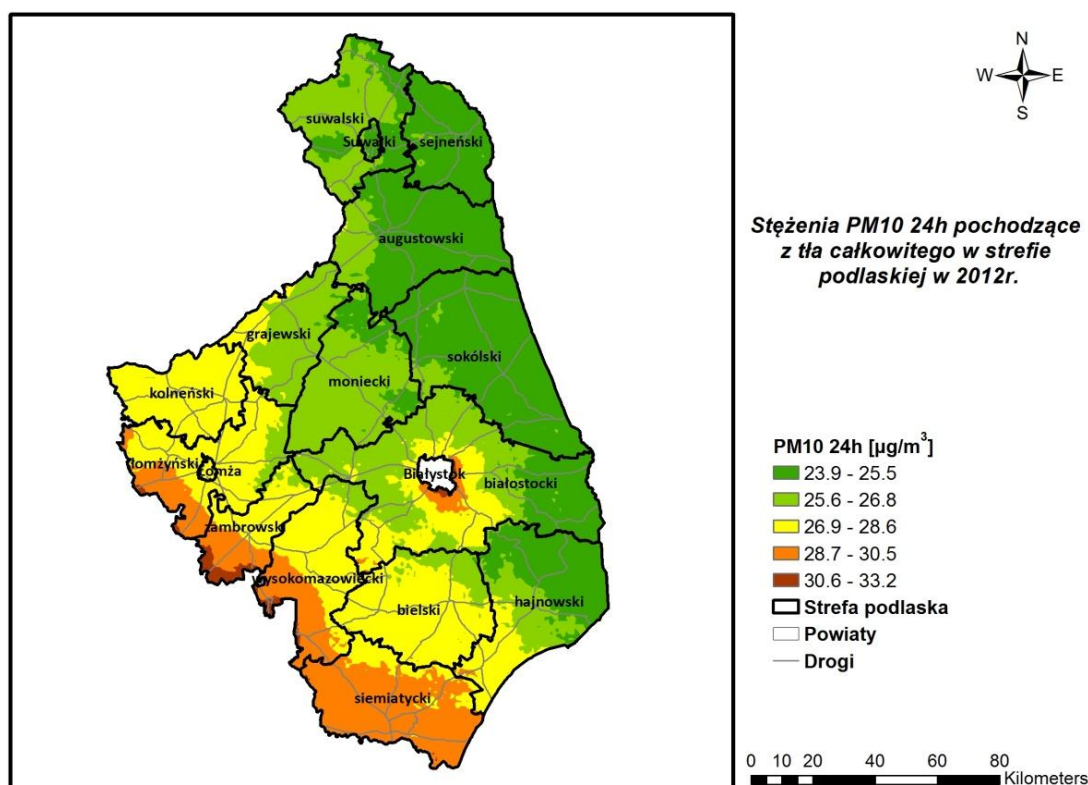 N
W E
S
Stężenia PM10 24h pochodzące
z tła całkowitego w strefie
podlaskiej w 2012r.
suwalski
Suwałki
sejneński
augustowski
grajewski
sokólski
moniecki
kolneński
łomżyński
Łomża
Białystok
białostocki
zambrowski
wysokomazowiecki
bielski
hajnowski
siemiatycki
PM10 24h [µg/m³]
23.9 - 25.5
25.6 - 26.8
26.9 - 28.6
28.7 - 30.5
30.6 - 33.2
Strefa podlaska
Powiaty
Drogi
0 10 20 40 60 80
Kilometers